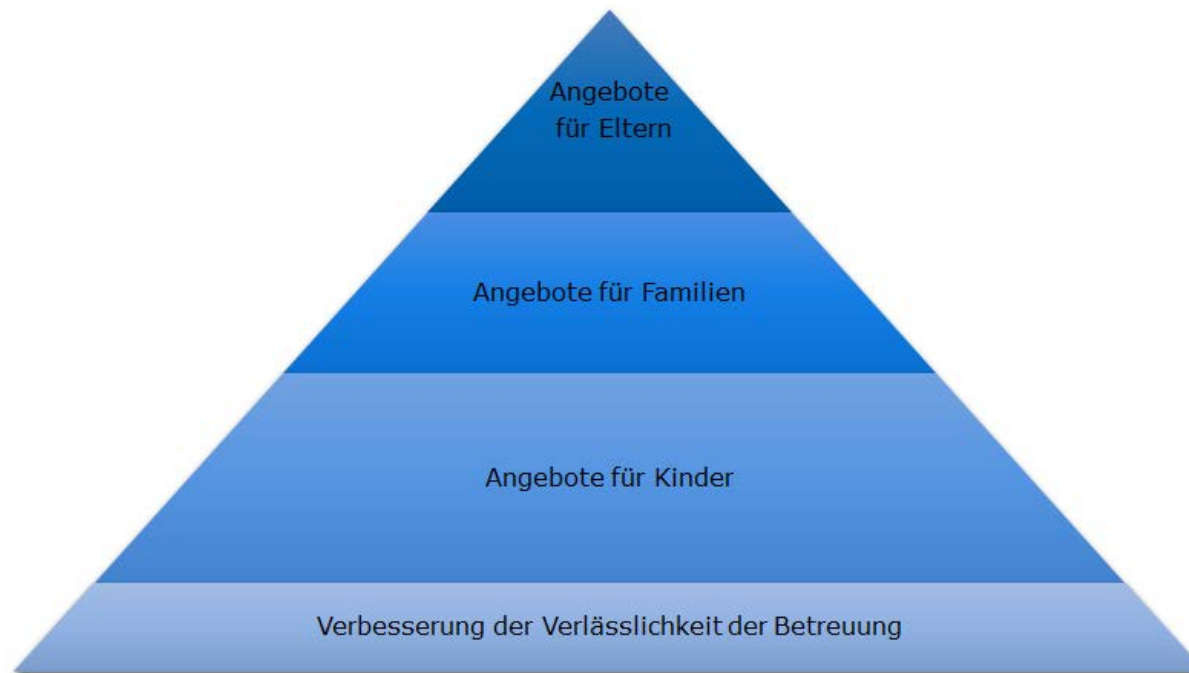 Angebote
für Eltern
Angebote für Familien
Angebote für Kinder
Verbesserung der Verlässlichkeit der Betreuung